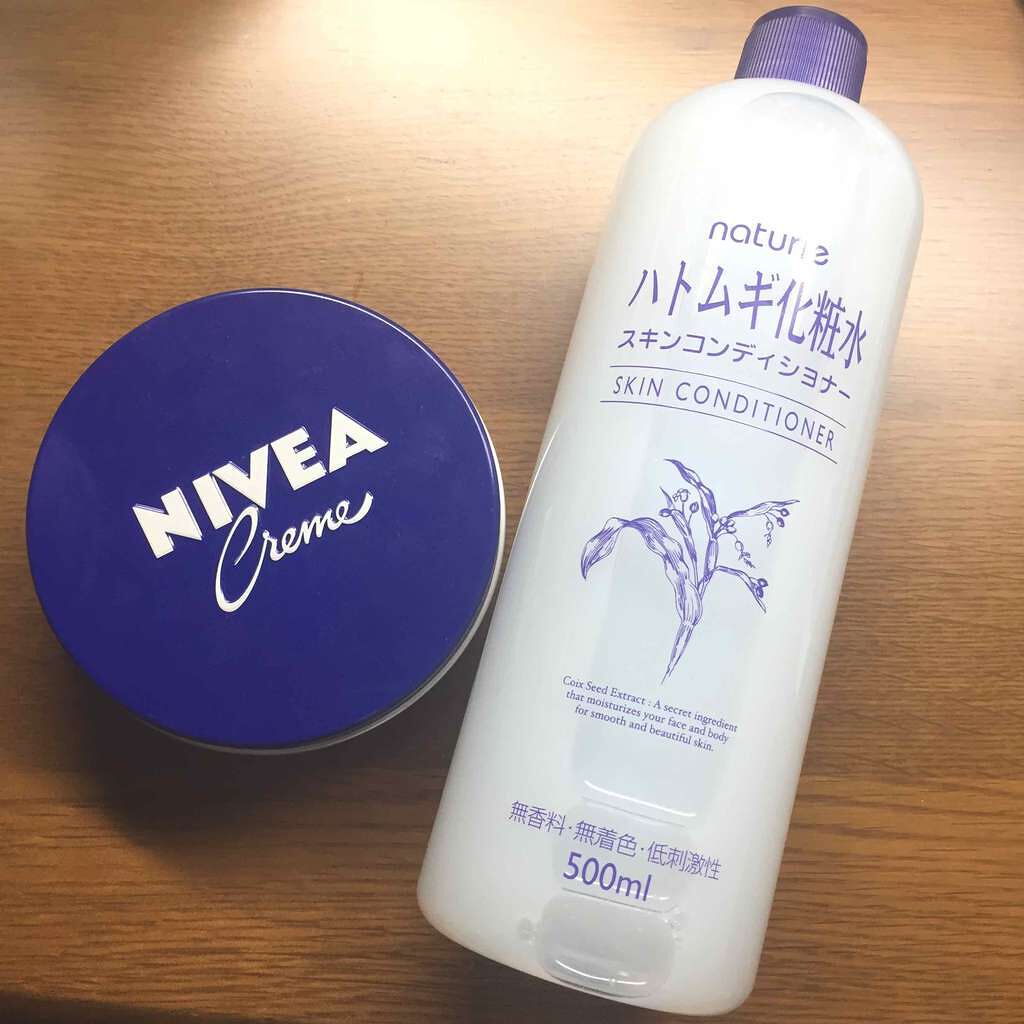 NIVEA
Creme
naturie
ハトムギ化粧水
スキンコンディショナー
SKIN CONDITIONER
Coix Seed Extract : A secret ingredient
that moisturizes your face and body
for smooth and beautiful skin.
無香料・無着色・低刺激性
500ml